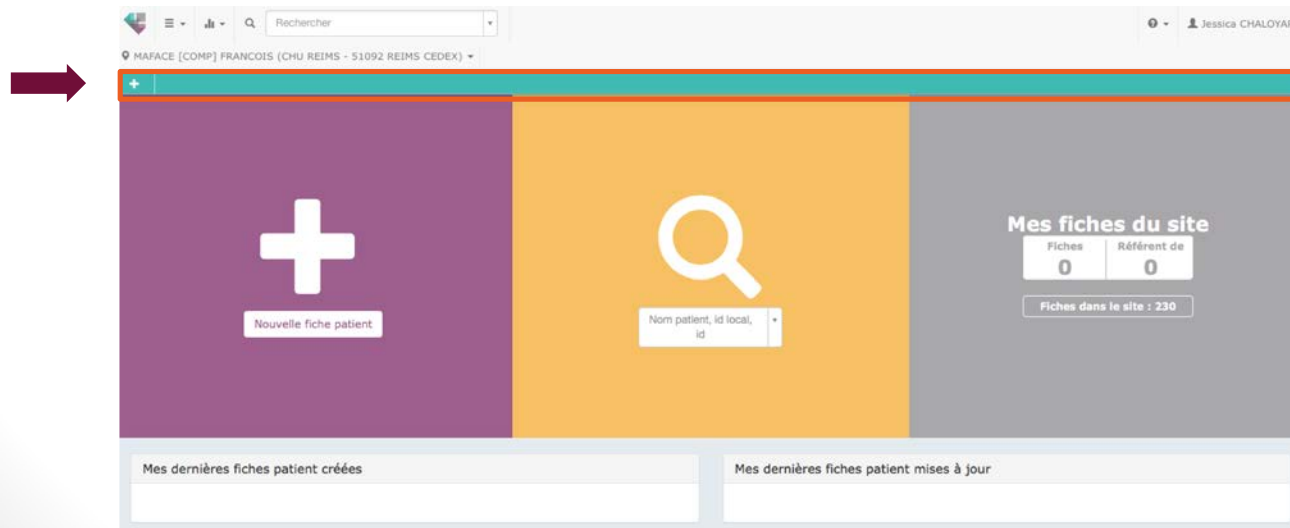 Rechercher
Jessica CHALOYA
MAFACE [COMP] FRANCOIS (CHU REIMS - 51092 REIMS CEDEX)
Mes fiches du site
Fiches
Référent de
0
0
Nouvelle fiche patient
Nom patient, id local,
id
Fiches dans le site : 230
Mes dernières fiches patient créées
Mes dernières fiches patient mises à jour